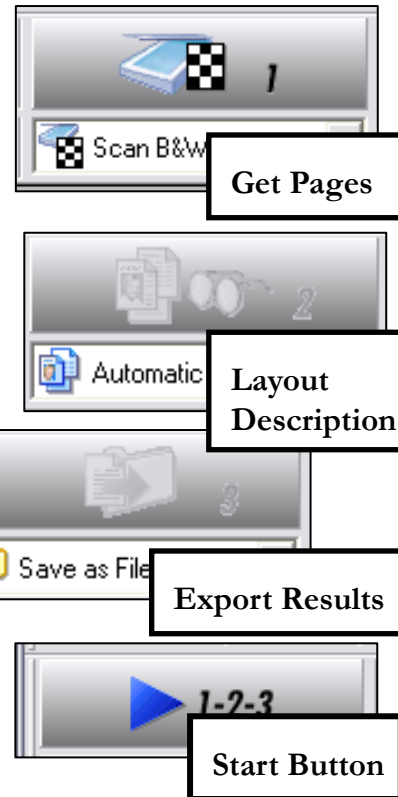 1
Scan B&W
Get Pages
2
Automatic
Layout
Description
3
Save as File
Export Results
1-2-3
Start Button